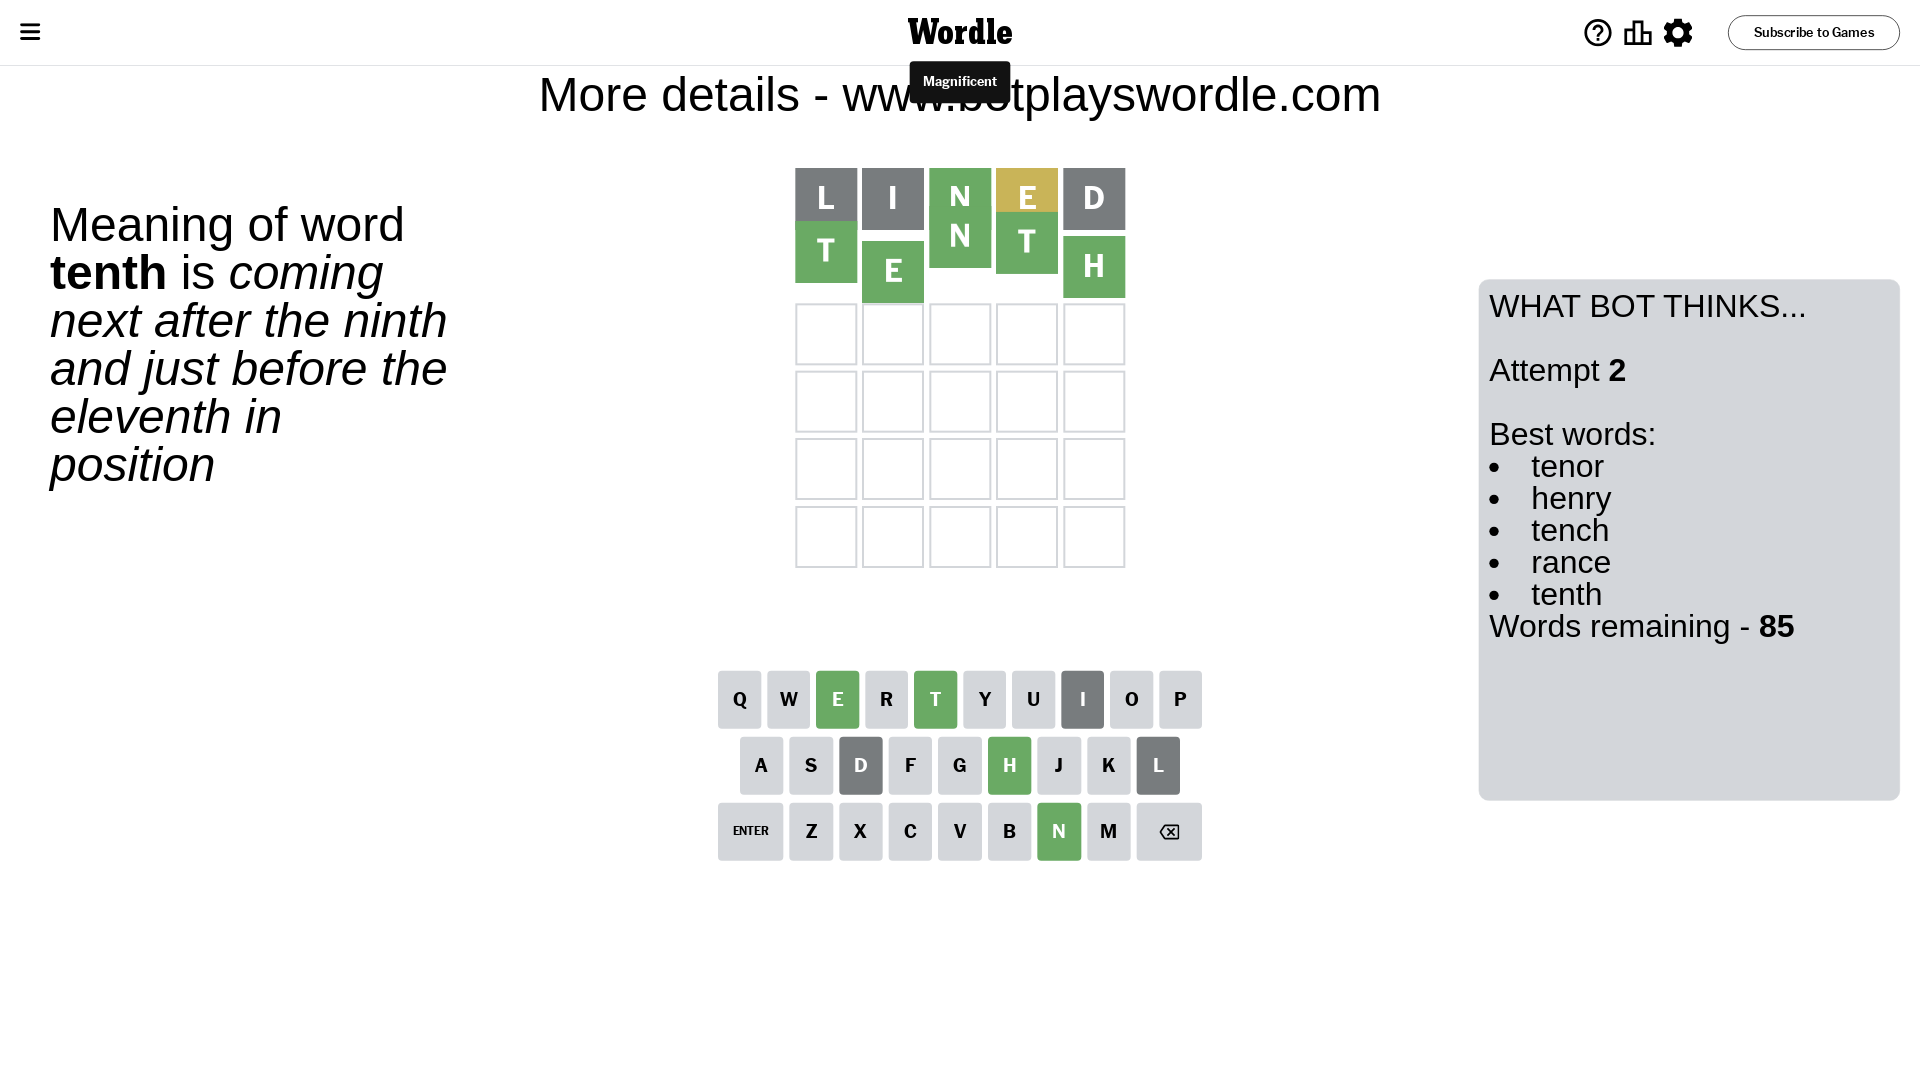 Wordle
Subscribe to Games
Magnificent
More details - www.botplayswordle.com
Meaning of word
tenth is coming
next after the ninth
and just before the
eleventh in
position
L I N E D
T E N T H
WHAT BOT THINKS...
Attempt 2
Best words:
• tenor
• henry
• tench
• rance
• tenth
Words remaining - 85
Q W E R T Y U I O P
A S D F G H J K L
ENTER Z X C V B N M